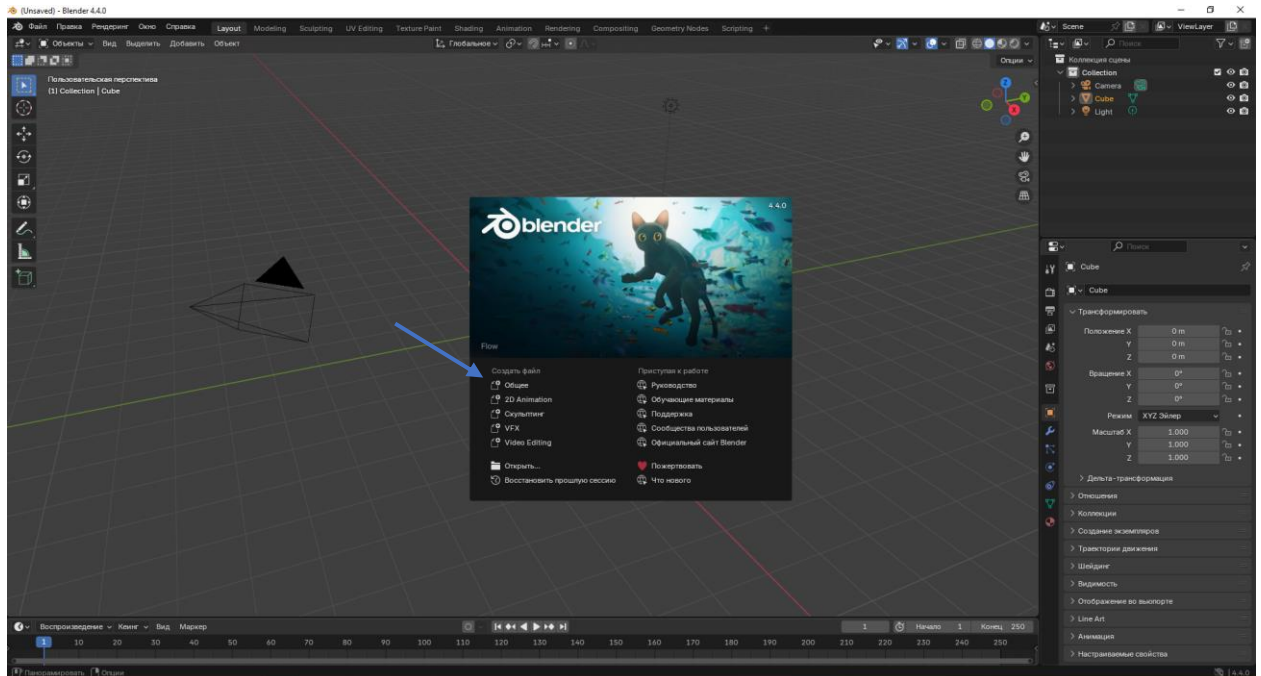 (Unsaved) - Blender 4.4.0
Файл Правка Рендеринг Окно Справка Layout Modeling Sculpting UV Editing Texture Paint Shading Animation Rendering Compositing Geometry Nodes Scripting + Scene ViewLayer
Объекты Вид Выделить Добавить Объект Глобальное Поиск
Опции
Пользовательская перспектива
(1) Collection | Cube
Коллекция сцены
Collection
Camera
Cube
Light
Z
Y
X
blender
4.4.0
Flow
Создать файл
Общее
2D Animation
Скульптинг
VFX
Video Editing
Открыть...
Восстановить прошлую сессию
Приступая к работе
Руководство
Обучающие материалы
Поддержка
Сообщества пользователей
Официальный сайт Blender
Пожертвовать
Что нового
Поиск
Cube
Cube
Трансформировать
Положение X 0 m
Y 0 m
Z 0 m
Вращение X 0°
Y 0°
Z 0°
Режим XYZ Эйлер
Масштаб X 1.000
Y 1.000
Z 1.000
Дельта-трансформация
Отношения
Коллекции
Создание экземпляров
Траектории движения
Шейдинг
Видимость
Отображение во вьюпорте
Line Art
Анимация
Настраиваемые свойства
Воспроизведение Кеинг Вид Маркер 1 Начало 1 Конец 250
1 10 20 30 40 50 60 70 80 90 100 110 120 130 140 150 160 170 180 190 200 210 220 230 240 250
Панорамировать Опции 4.4.0